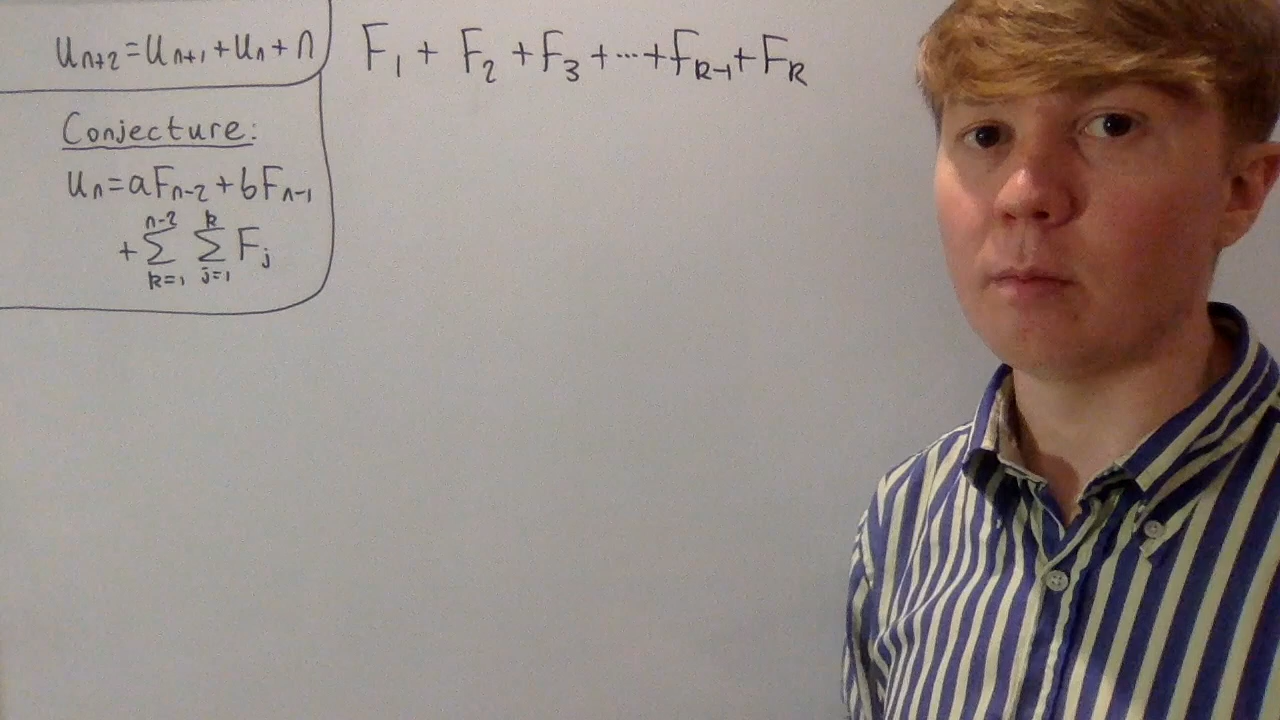 uₙ₊₂=uₙ₊₁+uₙ+n
F₁+F₂+F₃+⋯+Fₖ₋₁+Fₖ
Conjecture:
uₙ=aFₙ₋₂+bFₙ₋₁
+∑_{k=1}^{n-2} ∑_{j=1}^{k} Fⱼ